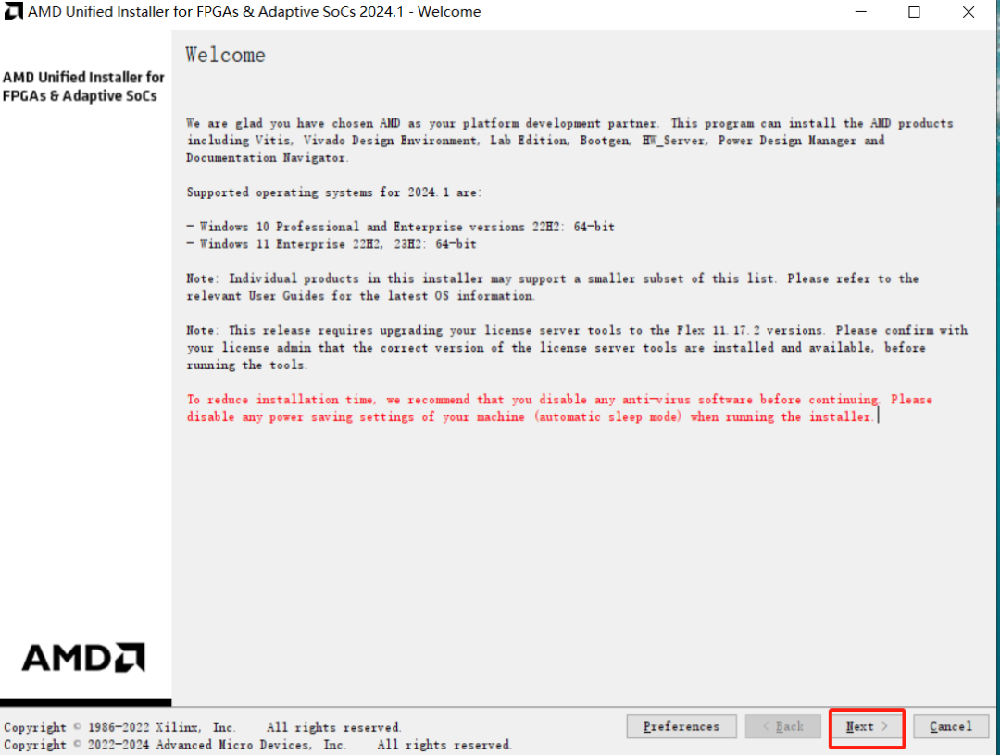 AMD Unified Installer for FPGAs & Adaptive SoCs 2024.1 - Welcome
AMD Unified Installer for
FPGAs & Adaptive SoCs
Welcome
We are glad you have chosen AMD as your platform development partner. This program can install the AMD products
including Vitis, Vivado Design Environment, Lab Edition, Bootgen, HW_Server, Power Design Manager and
Documentation Navigator.
Supported operating systems for 2024.1 are:
- Windows 10 Professional and Enterprise versions 22H2: 64-bit
- Windows 11 Enterprise 22H2, 23H2: 64-bit
Note: Individual products in this installer may support a smaller subset of this list. Please refer to the
relevant User Guides for the latest OS information.
Note: This release requires upgrading your license server tools to the Flex 11.17.2 versions. Please confirm with
your license admin that the correct version of the license server tools are installed and available, before
running the tools.
To reduce installation time, we recommend that you disable any anti-virus software before continuing. Please
disable any power saving settings of your machine (automatic sleep mode) when running the installer.
AMD
Copyright © 1986-2022 Xilinx, Inc. All rights reserved.
Copyright © 2022-2024 Advanced Micro Devices, Inc. All rights reserved.
Preferences
< Back
Next >
Cancel